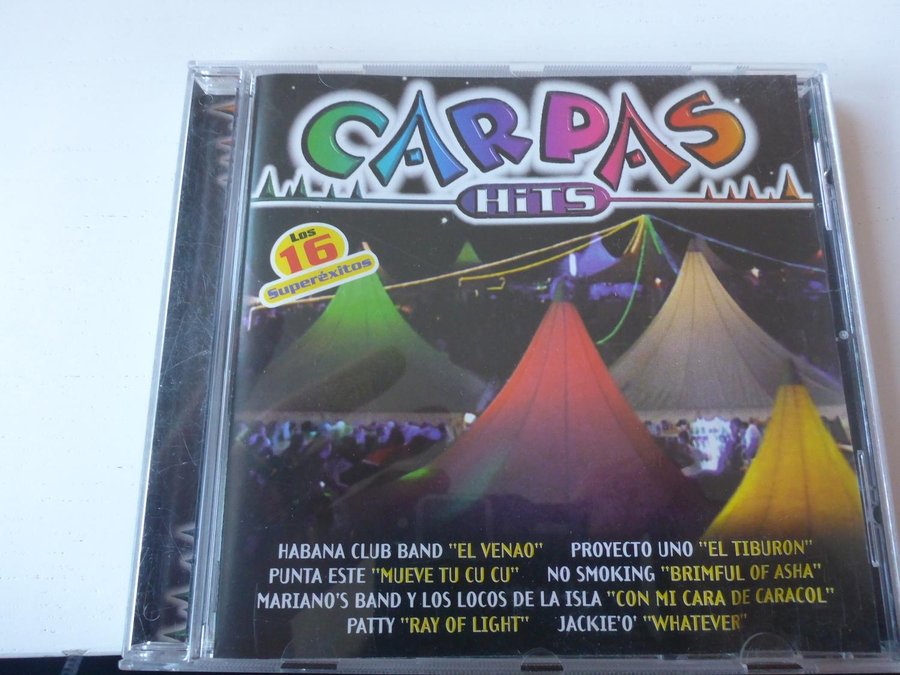 CARPAS
HiTS
Los
16
Superéxitos
HABANA CLUB BAND "EL VENAO" PROYECTO UNO "EL TIBURON"
PUNTA ESTE "MUEVE TU CU CU" NO SMOKING "BRIMFUL OF ASHA"
MARIANO'S BAND Y LOS LOCOS DE LA ISLA "CON MI CARA DE CARACOL"
PATTY "RAY OF LIGHT" JACKIE'O' "WHATEVER"